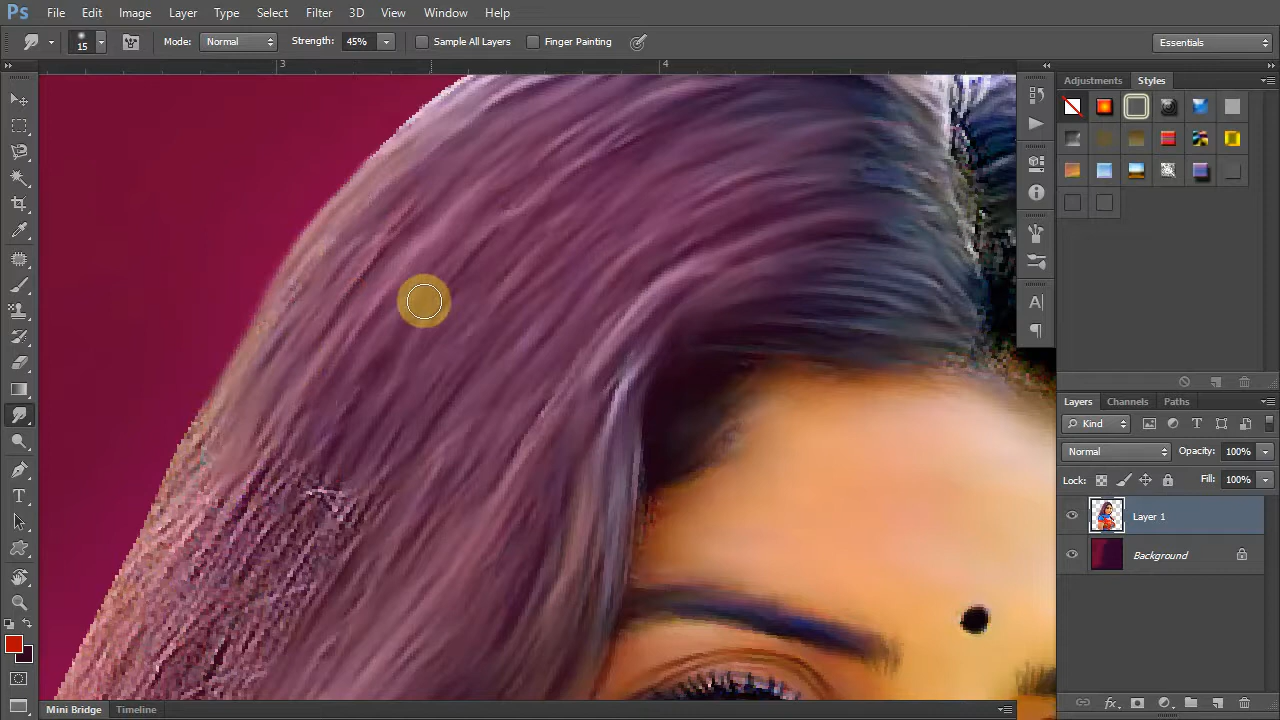 Ps File Edit Image Layer Type Select Filter 3D View Window Help
15 Mode: Normal Strength: 45% Sample All Layers Finger Painting Essentials
3 4
Adjustments Styles
A
Layers Channels Paths
Kind T
Normal Opacity: 100%
Lock: Fill: 100%
Layer 1
Background
T
fx
Mini Bridge Timeline